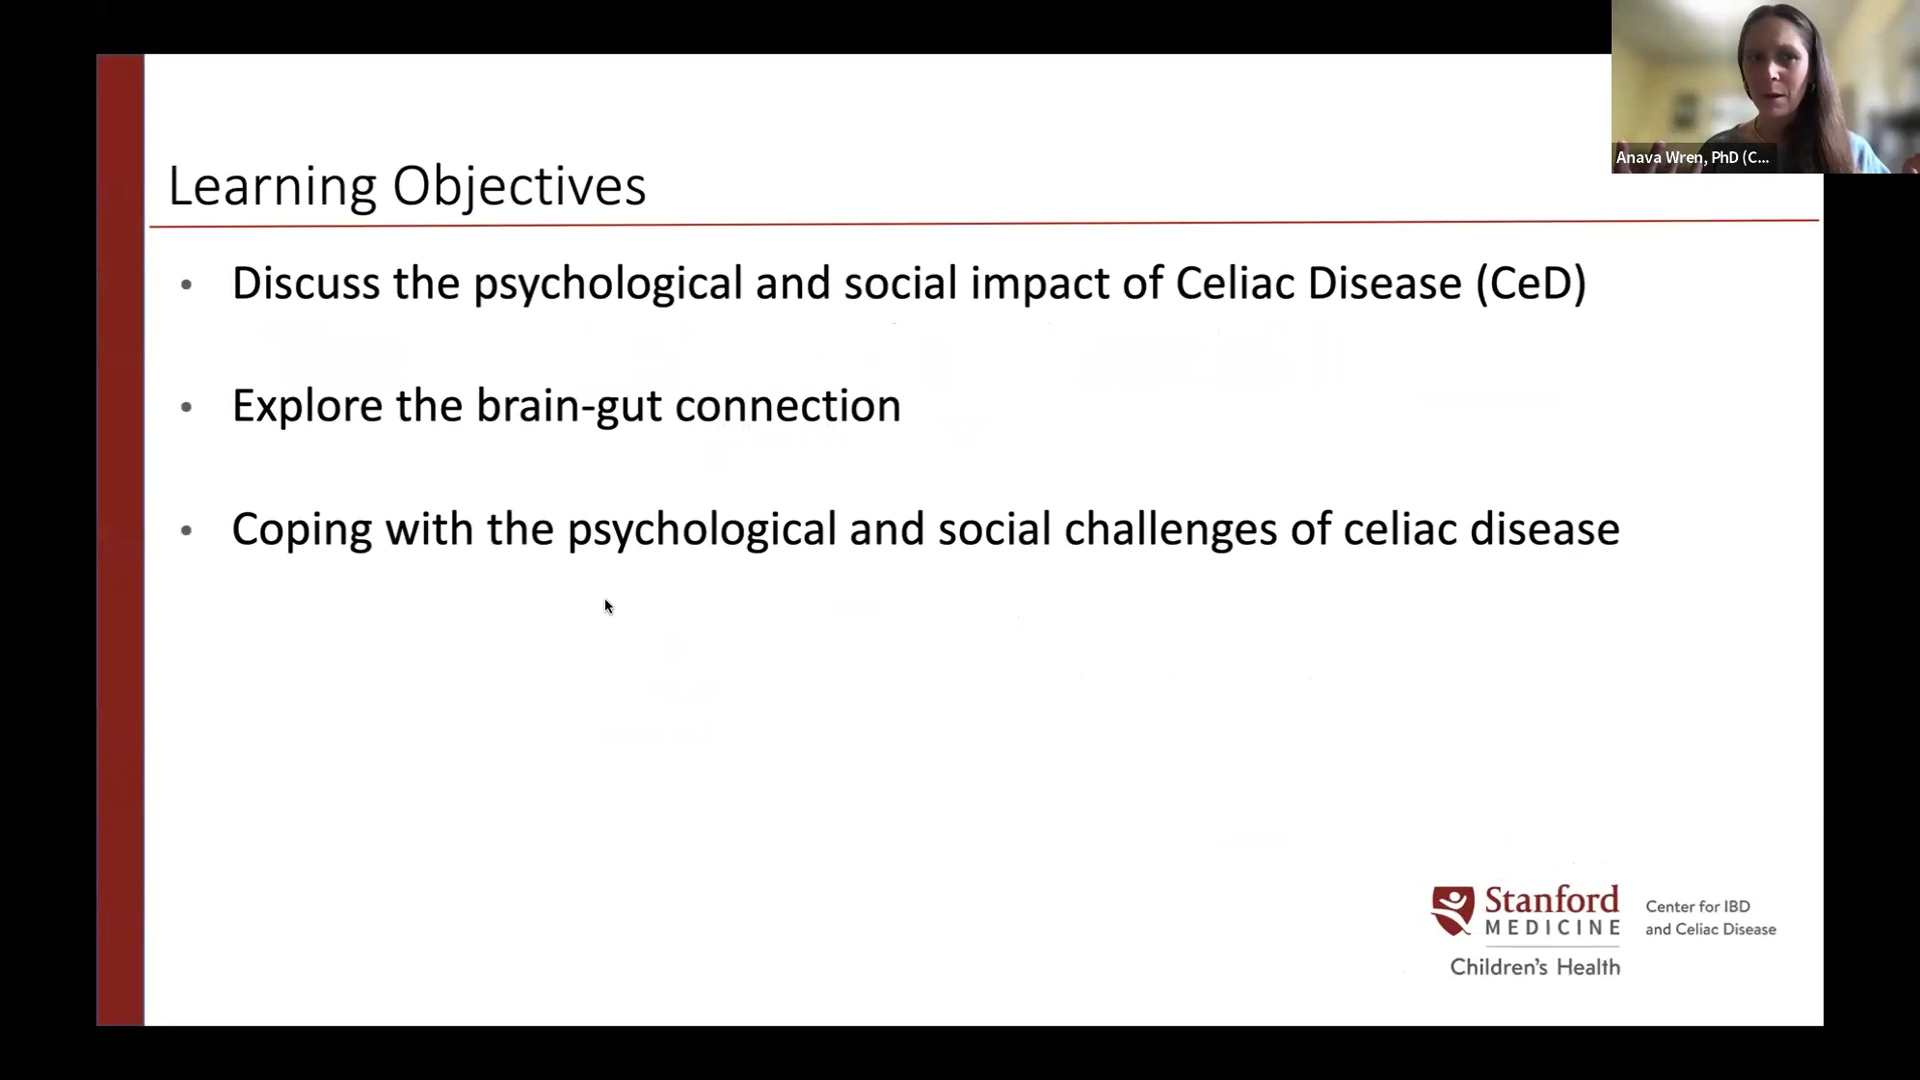 Anava Wren, PhD (C...
Learning Objectives
• Discuss the psychological and social impact of Celiac Disease (CeD)
• Explore the brain-gut connection
• Coping with the psychological and social challenges of celiac disease
Stanford
MEDICINE
Children's Health
Center for IBD
and Celiac Disease